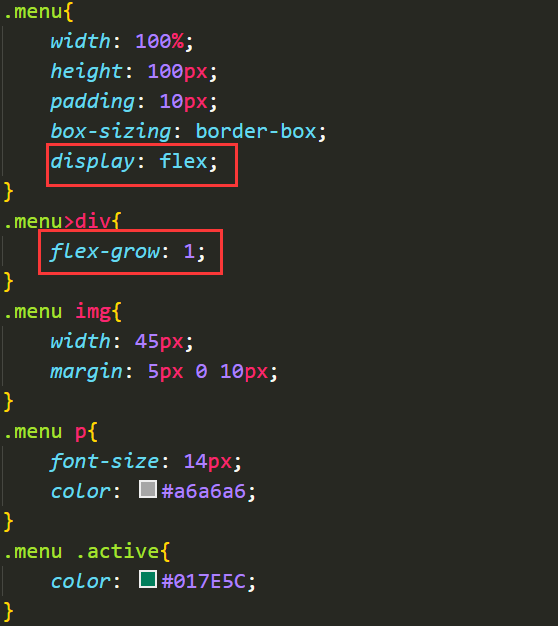 .menu{
width: 100%;
height: 100px;
padding: 10px;
box-sizing: border-box;
display: flex;
}
.menu>div{
flex-grow: 1;
}
.menu img{
width: 45px;
margin: 5px 0 10px;
}
.menu p{
font-size: 14px;
color: #a6a6a6;
}
.menu .active{
color: #017E5C;
}